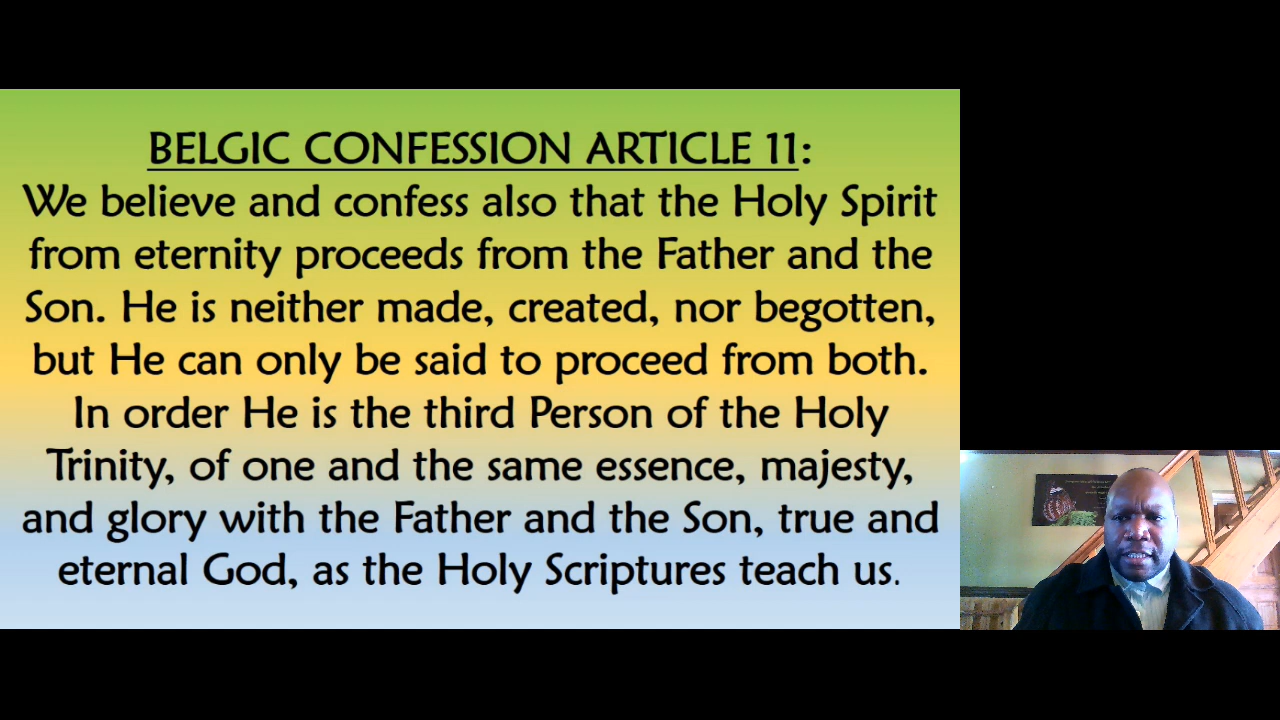 BELGIC CONFESSION ARTICLE 11:
We believe and confess also that the Holy Spirit
from eternity proceeds from the Father and the
Son. He is neither made, created, nor begotten,
but He can only be said to proceed from both.
In order He is the third Person of the Holy
Trinity, of one and the same essence, majesty,
and glory with the Father and the Son, true and
eternal God, as the Holy Scriptures teach us.